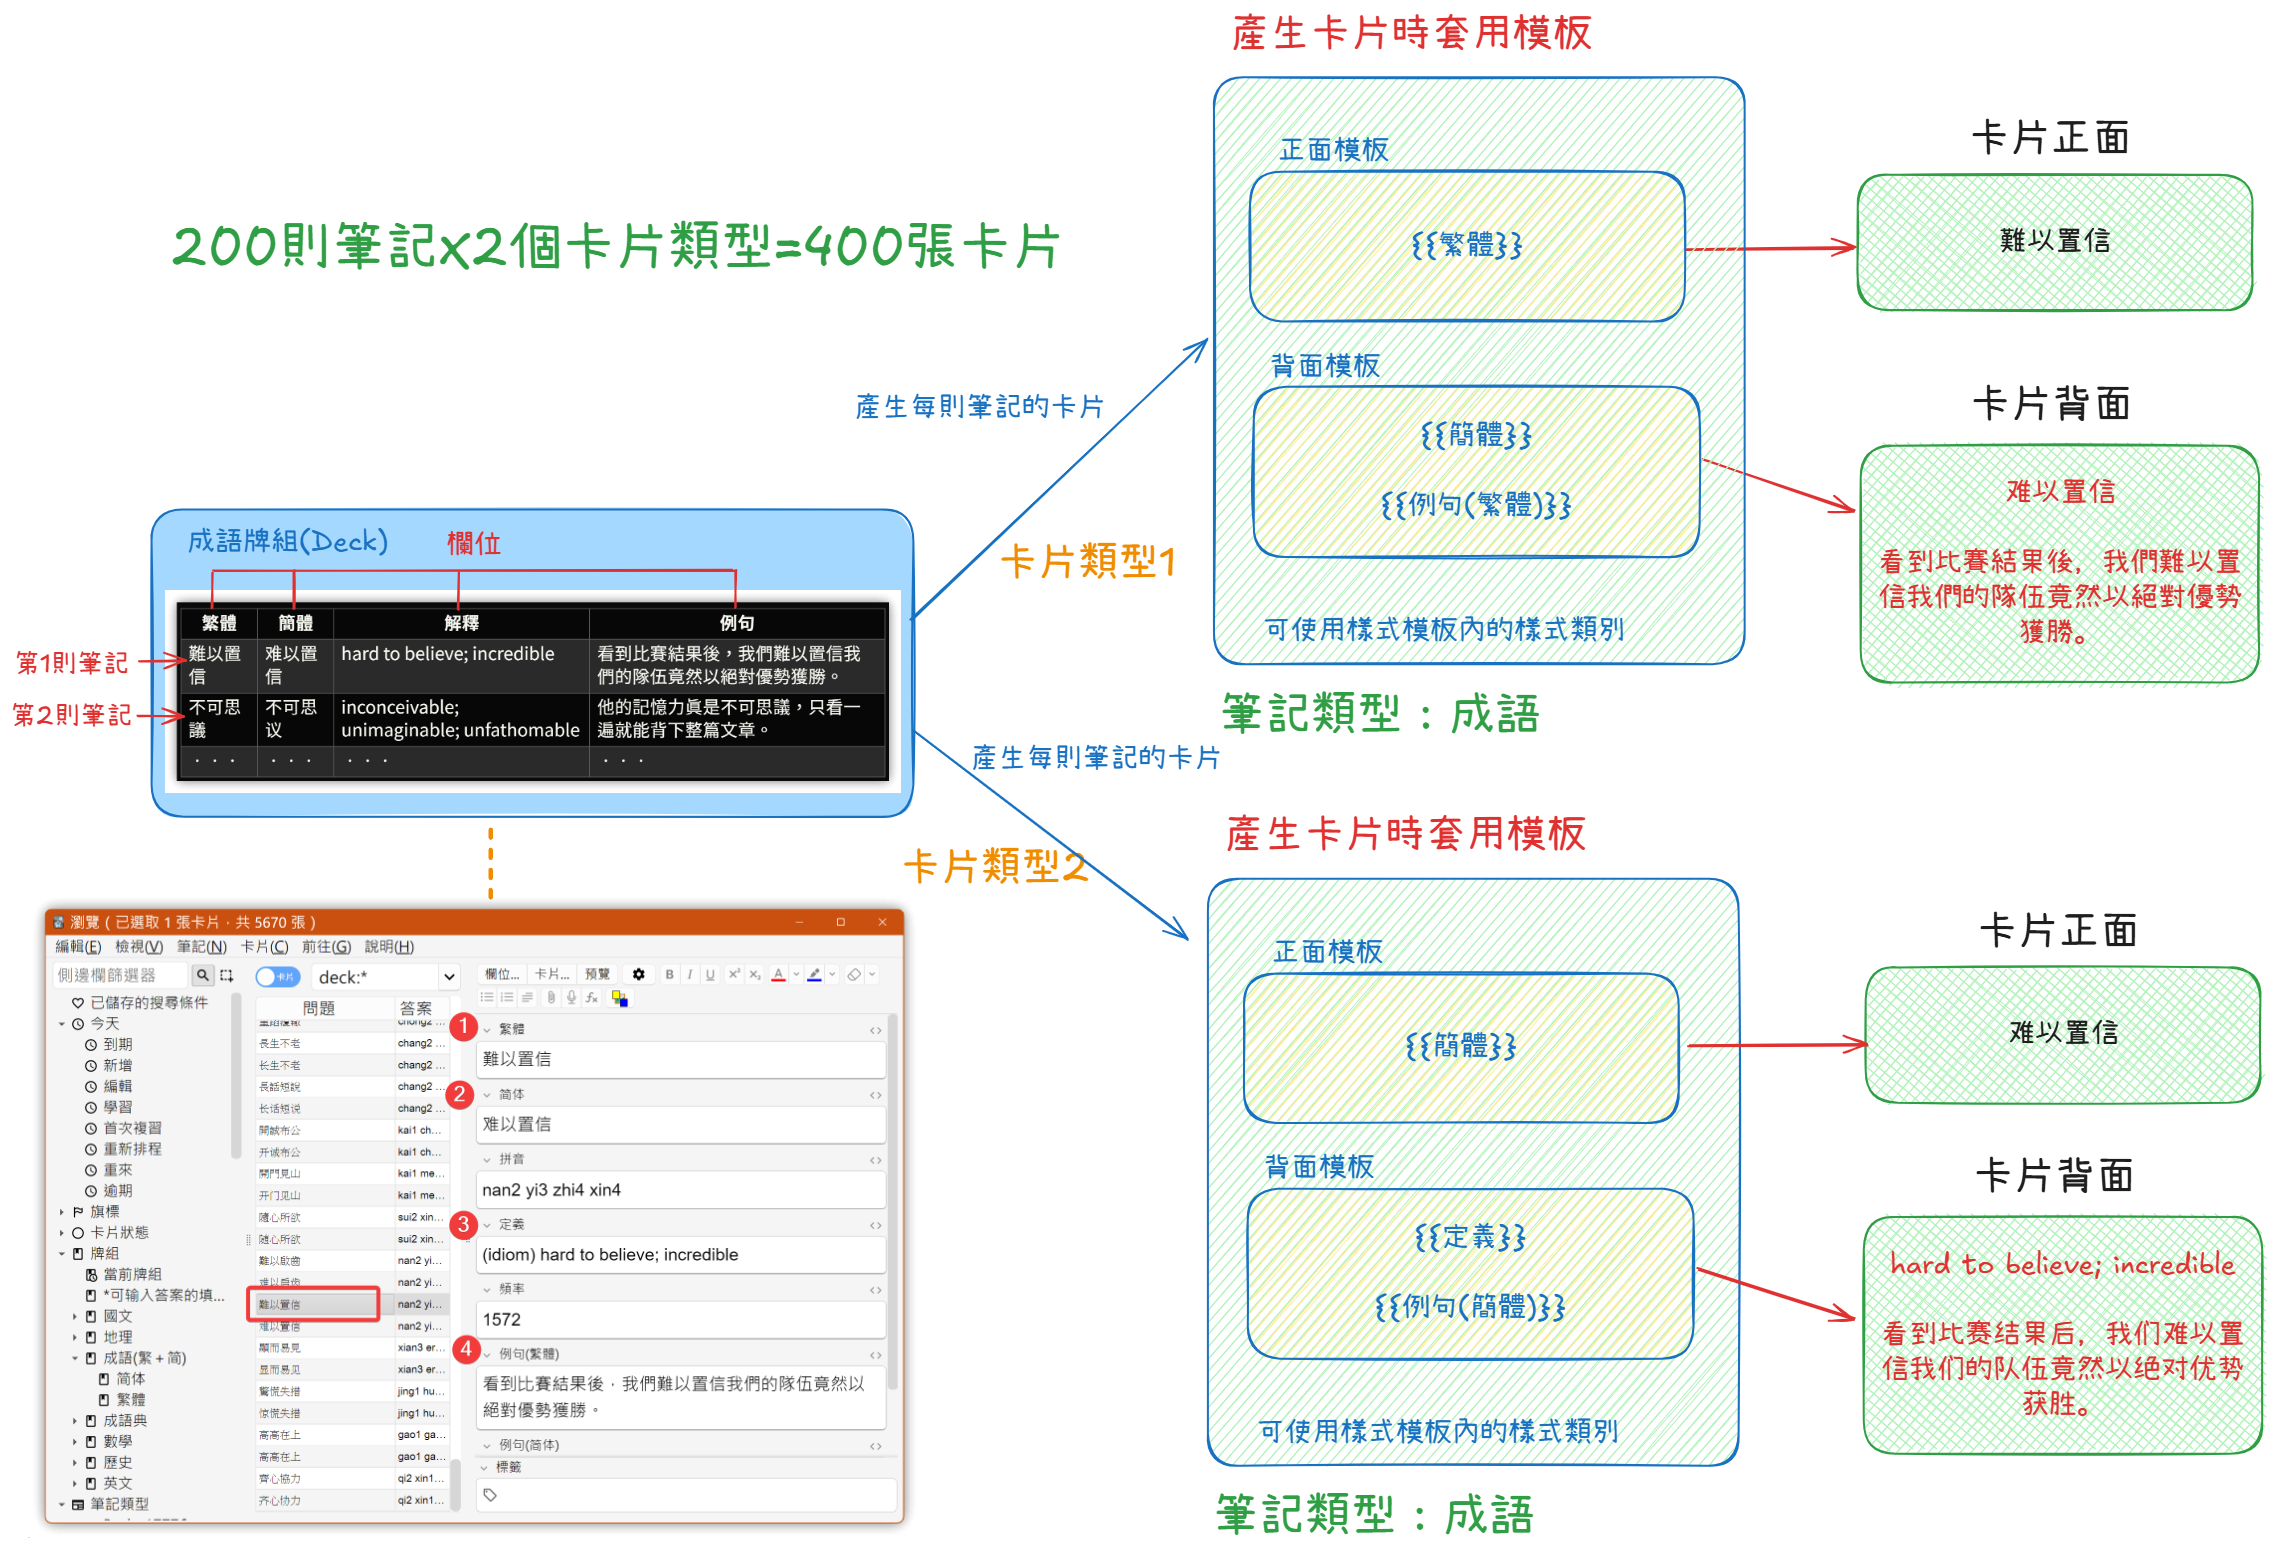 產生卡片時套用模板
正面模板
{{繁體}}
背面模板
{{簡體}}
{{例句(繁體)}}
可使用樣式模板內的樣式類別
筆記類型：成語
卡片正面
難以置信
卡片背面
难以置信
看到比賽結果後，我們難以置
信我們的隊伍竟然以絕對優勢
獲勝。
200則筆記x2個卡片類型=400張卡片
產生每則筆記的卡片
卡片類型1
成語牌組(Deck)
欄位
第1則筆記
第2則筆記
繁體 簡體 解釋 例句
難以置信 难以置信 hard to believe; incredible 看到比賽結果後，我們難以置信我
們的隊伍竟然以絕對優勢獲勝。
不可思議 不可思议 inconceivable; 他的記憶力真是不可思議，只看一
unimaginable; unfathomable 遍就能背下整篇文章。
· · · · · · · · · · · ·
產生每則筆記的卡片
卡片類型2
產生卡片時套用模板
正面模板
{{簡體}}
背面模板
{{定義}}
{{例句(簡體)}}
可使用樣式模板內的樣式類別
筆記類型：成語
卡片正面
难以置信
卡片背面
hard to believe; incredible
看到比赛结果后，我们难以置
信我们的队伍竟然以绝对优势
获胜。
瀏覽 ( 已選取 1 張卡片，共 5670 張 )
編輯(E) 檢視(V) 筆記(N) 卡片(C) 前往(G) 說明(H)
側邊欄篩選器
卡片
deck:*
已儲存的搜尋條件
今天
到期
新增
編輯
學習
首次複習
重新排程
重來
逾期
旗標
卡片狀態
牌組
當前牌組
*可输入答案的填...
國文
地理
成語(繁＋简)
简体
繁體
成語典
數學
歷史
英文
筆記類型
問題 答案
chong2 ...
長生不老 chang2 ...
长生不老 chang2 ...
長話短說 chang2 ...
长话短说 chang2 ...
開誠布公 kai1 ch...
开诚布公 kai1 ch...
開門見山 kai1 me...
开门见山 kai1 me...
隨心所欲 sui2 xin...
随心所欲 sui2 xin...
難以啟齒 nan2 yi...
难以启齿 nan2 yi...
難以置信 nan2 yi...
难以置信 nan2 yi...
顯而易見 xian3 er...
显而易见 xian3 er...
驚慌失措 jing1 hu...
惊慌失措 jing1 hu...
高高在上 gao1 ga...
高高在上 gao1 ga...
齊心協力 qi2 xin1...
齐心协力 qi2 xin1...
欄位... 卡片... 預覽 B I U x² x₂ A
fx
1 繁體
難以置信
2 简体
难以置信
拼音
nan2 yi3 zhi4 xin4
3 定義
(idiom) hard to believe; incredible
頻率
1572
4 例句(繁體)
看到比賽結果後，我們難以置信我們的隊伍竟然以
絕對優勢獲勝。
例句(简体)
標籤